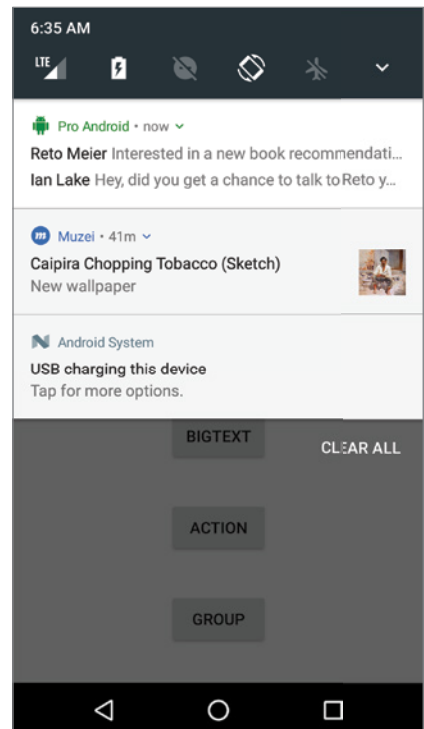 6:35 AM
LTE
Pro Android • now
Reto Meier Interested in a new book recommendati...
Ian Lake Hey, did you get a chance to talk to Reto y...
m Muzei • 41m
Caipira Chopping Tobacco (Sketch)
New wallpaper
N Android System
USB charging this device
Tap for more options.
BIGTEXT
CLEAR ALL
ACTION
GROUP